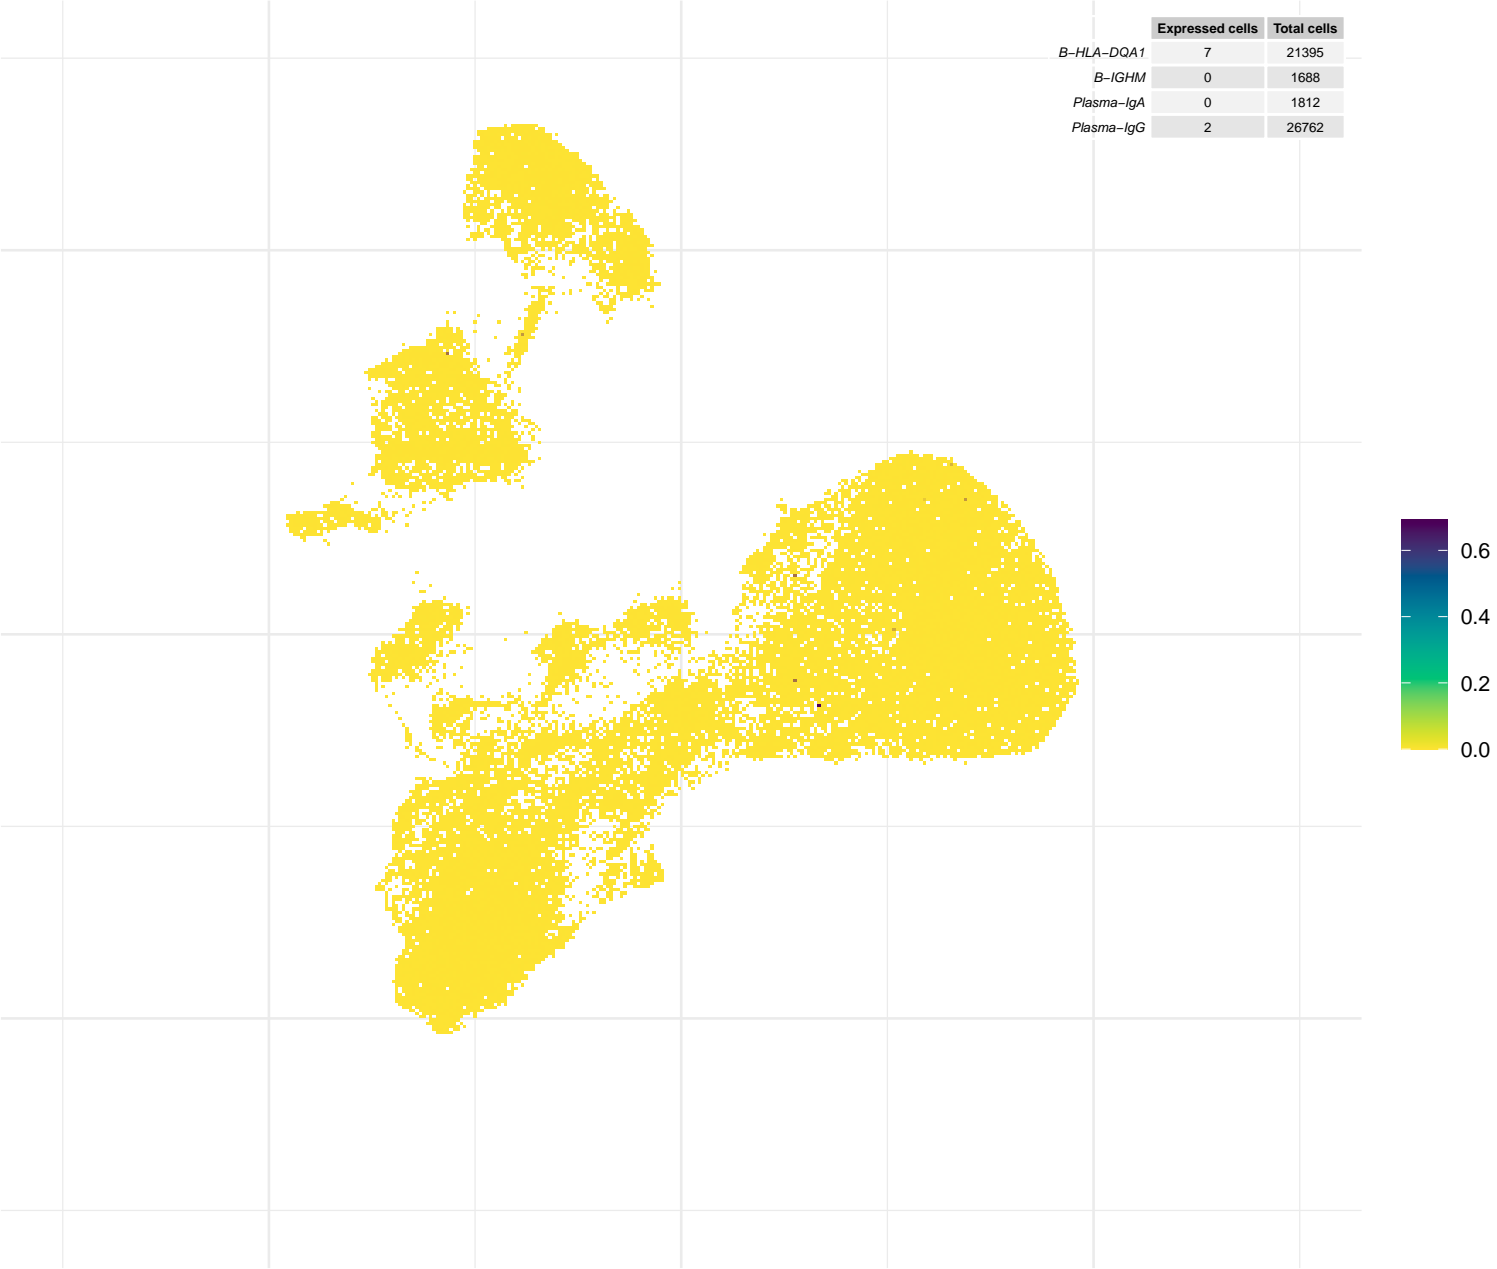 Expressed cells Total cells
B−HLA−DQA1 7 21395
B−IGHM 0 1688
Plasma−IgA 0 1812
Plasma−IgG 2 26762
0.6
0.4
0.2
0.0